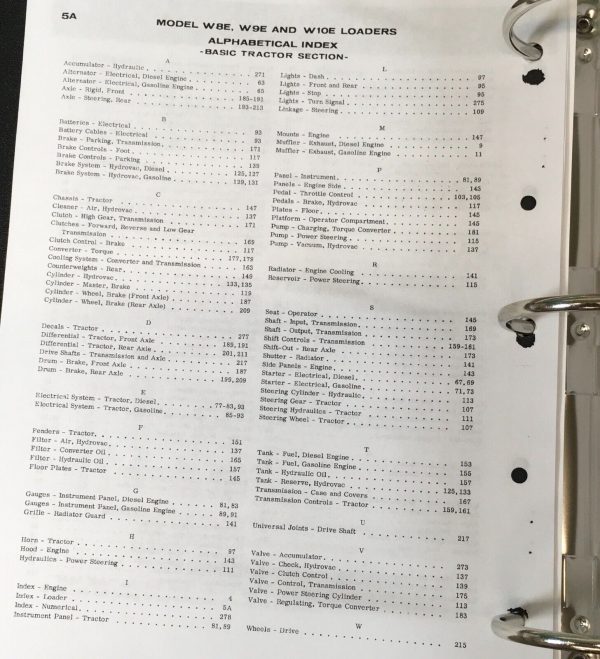 5A
MODEL W8E, W9E AND W10E LOADERS
ALPHABETICAL INDEX
-BASIC TRACTOR SECTION-
A
Accumulator - Hydraulic . . . . . 271
Alternator - Electrical, Diesel Engine . . . . . 63
Alternator - Electrical, Gasoline Engine . . . . . 65
Axle - Rigid, Front . . . . . 185-191
Axle - Steering, Rear . . . . . 193-213
B
Batteries - Electrical . . . . . 93
Battery Cables - Electrical . . . . . 93
Brake - Parking, Transmission . . . . . 171
Brake Controls - Foot . . . . . 117
Brake Controls - Parking . . . . . 139
Brake System - Hydrovac, Diesel . . . . . 125,127
Brake System - Hydrovac, Gasoline . . . . . 129,131
C
Chassis - Tractor . . . . . 147
Cleaner - Air, Hydrovac . . . . . 137
Clutch - High Gear, Transmission . . . . . 171
Clutches - Forward, Reverse and Low Gear
Transmission . . . . . 169
Clutch Control - Brake . . . . . 117
Converter - Torque . . . . . 177,179
Cooling System - Converter and Transmission . . . . . 163
Counterweights - Rear . . . . . 149
Cylinder - Hydrovac . . . . . 133,135
Cylinder - Master, Brake . . . . . 119
Cylinder - Wheel, Brake (Front Axle) . . . . . 187
Cylinder - Wheel, Brake (Rear Axle) . . . . . 209
D
Decals - Tractor . . . . . 277
Differential - Tractor, Front Axle . . . . . 189,191
Differential - Tractor, Rear Axle . . . . . 201,211
Drive Shafts - Transmission and Axle . . . . . 217
Drum - Brake, Front Axle . . . . . 187
Drum - Brake, Rear Axle . . . . . 195,209
E
Electrical System - Tractor, Diesel . . . . . 77-83,93
Electrical System - Tractor, Gasoline . . . . . 85-93
F
Fenders - Tractor . . . . . 151
Filter - Air, Hydrovac . . . . . 137
Filter - Converter Oil . . . . . 165
Filter - Hydraulic Oil . . . . . 157
Floor Plates - Tractor . . . . . 145
G
Gauges - Instrument Panel, Diesel Engine . . . . . 81,83
Gauges - Instrument Panel, Gasoline Engine . . . . . 89,91
Grille - Radiator Guard . . . . . 141
H
Horn - Tractor . . . . . 97
Hood - Engine . . . . . 143
Hydraulics - Power Steering . . . . . 111
I
Index - Engine . . . . . 4
Index - Loader . . . . . 5A
Index - Numerical . . . . . 278
Instrument Panel - Tractor . . . . . 81,89
L
Lights - Dash . . . . . 97
Lights - Front and Rear . . . . . 95
Lights - Stop . . . . . 95
Lights - Turn Signal . . . . . 275
Linkage - Steering . . . . . 109
M
Mounts - Engine . . . . . 147
Muffler - Exhaust, Diesel Engine . . . . . 9
Muffler - Exhaust, Gasoline Engine . . . . . 11
P
Panel - Instrument . . . . . 81,89
Panels - Engine Side . . . . . 143
Pedal - Throttle Control . . . . . 103,105
Pedals - Brake, Hydrovac . . . . . 117
Plates - Floor . . . . . 145
Platform - Operator Compartment . . . . . 145
Pump - Charging, Torque Converter . . . . . 181
Pump - Power Steering . . . . . 115
Pump - Vacuum, Hydrovac . . . . . 137
R
Radiator - Engine Cooling . . . . . 141
Reservoir - Power Steering . . . . . 115
S
Seat - Operator . . . . . 145
Shaft - Input, Transmission . . . . . 169
Shaft - Output, Transmission . . . . . 173
Shift Controls - Transmission . . . . . 159-161
Shift-Out - Rear Axle . . . . . 173
Shutter - Radiator . . . . . 141
Side Panels - Engine . . . . . 143
Starter - Electrical, Diesel . . . . . 67,69
Starter - Electrical, Gasoline . . . . . 71,73
Steering Cylinder - Hydraulic . . . . . 113
Steering Gear - Tractor . . . . . 107
Steering Hydraulics - Tractor . . . . . 111
Steering Wheel - Tractor . . . . . 107
T
Tank - Fuel, Diesel Engine . . . . . 153
Tank - Fuel, Gasoline Engine . . . . . 155
Tank - Hydraulic Oil . . . . . 157
Tank - Reserve, Hydrovac . . . . . 125,133
Transmission - Case and Covers . . . . . 167
Transmission Controls - Tractor . . . . . 159,161
U
Universal Joints - Drive Shaft . . . . . 217
V
Valve - Accumulator . . . . . 273
Valve - Check, Hydrovac . . . . . 137
Valve - Clutch Control . . . . . 139
Valve - Control, Transmission . . . . . 175
Valve - Power Steering Cylinder . . . . . 113
Valve - Regulating, Torque Converter . . . . . 183
W
Wheels - Drive . . . . . 215